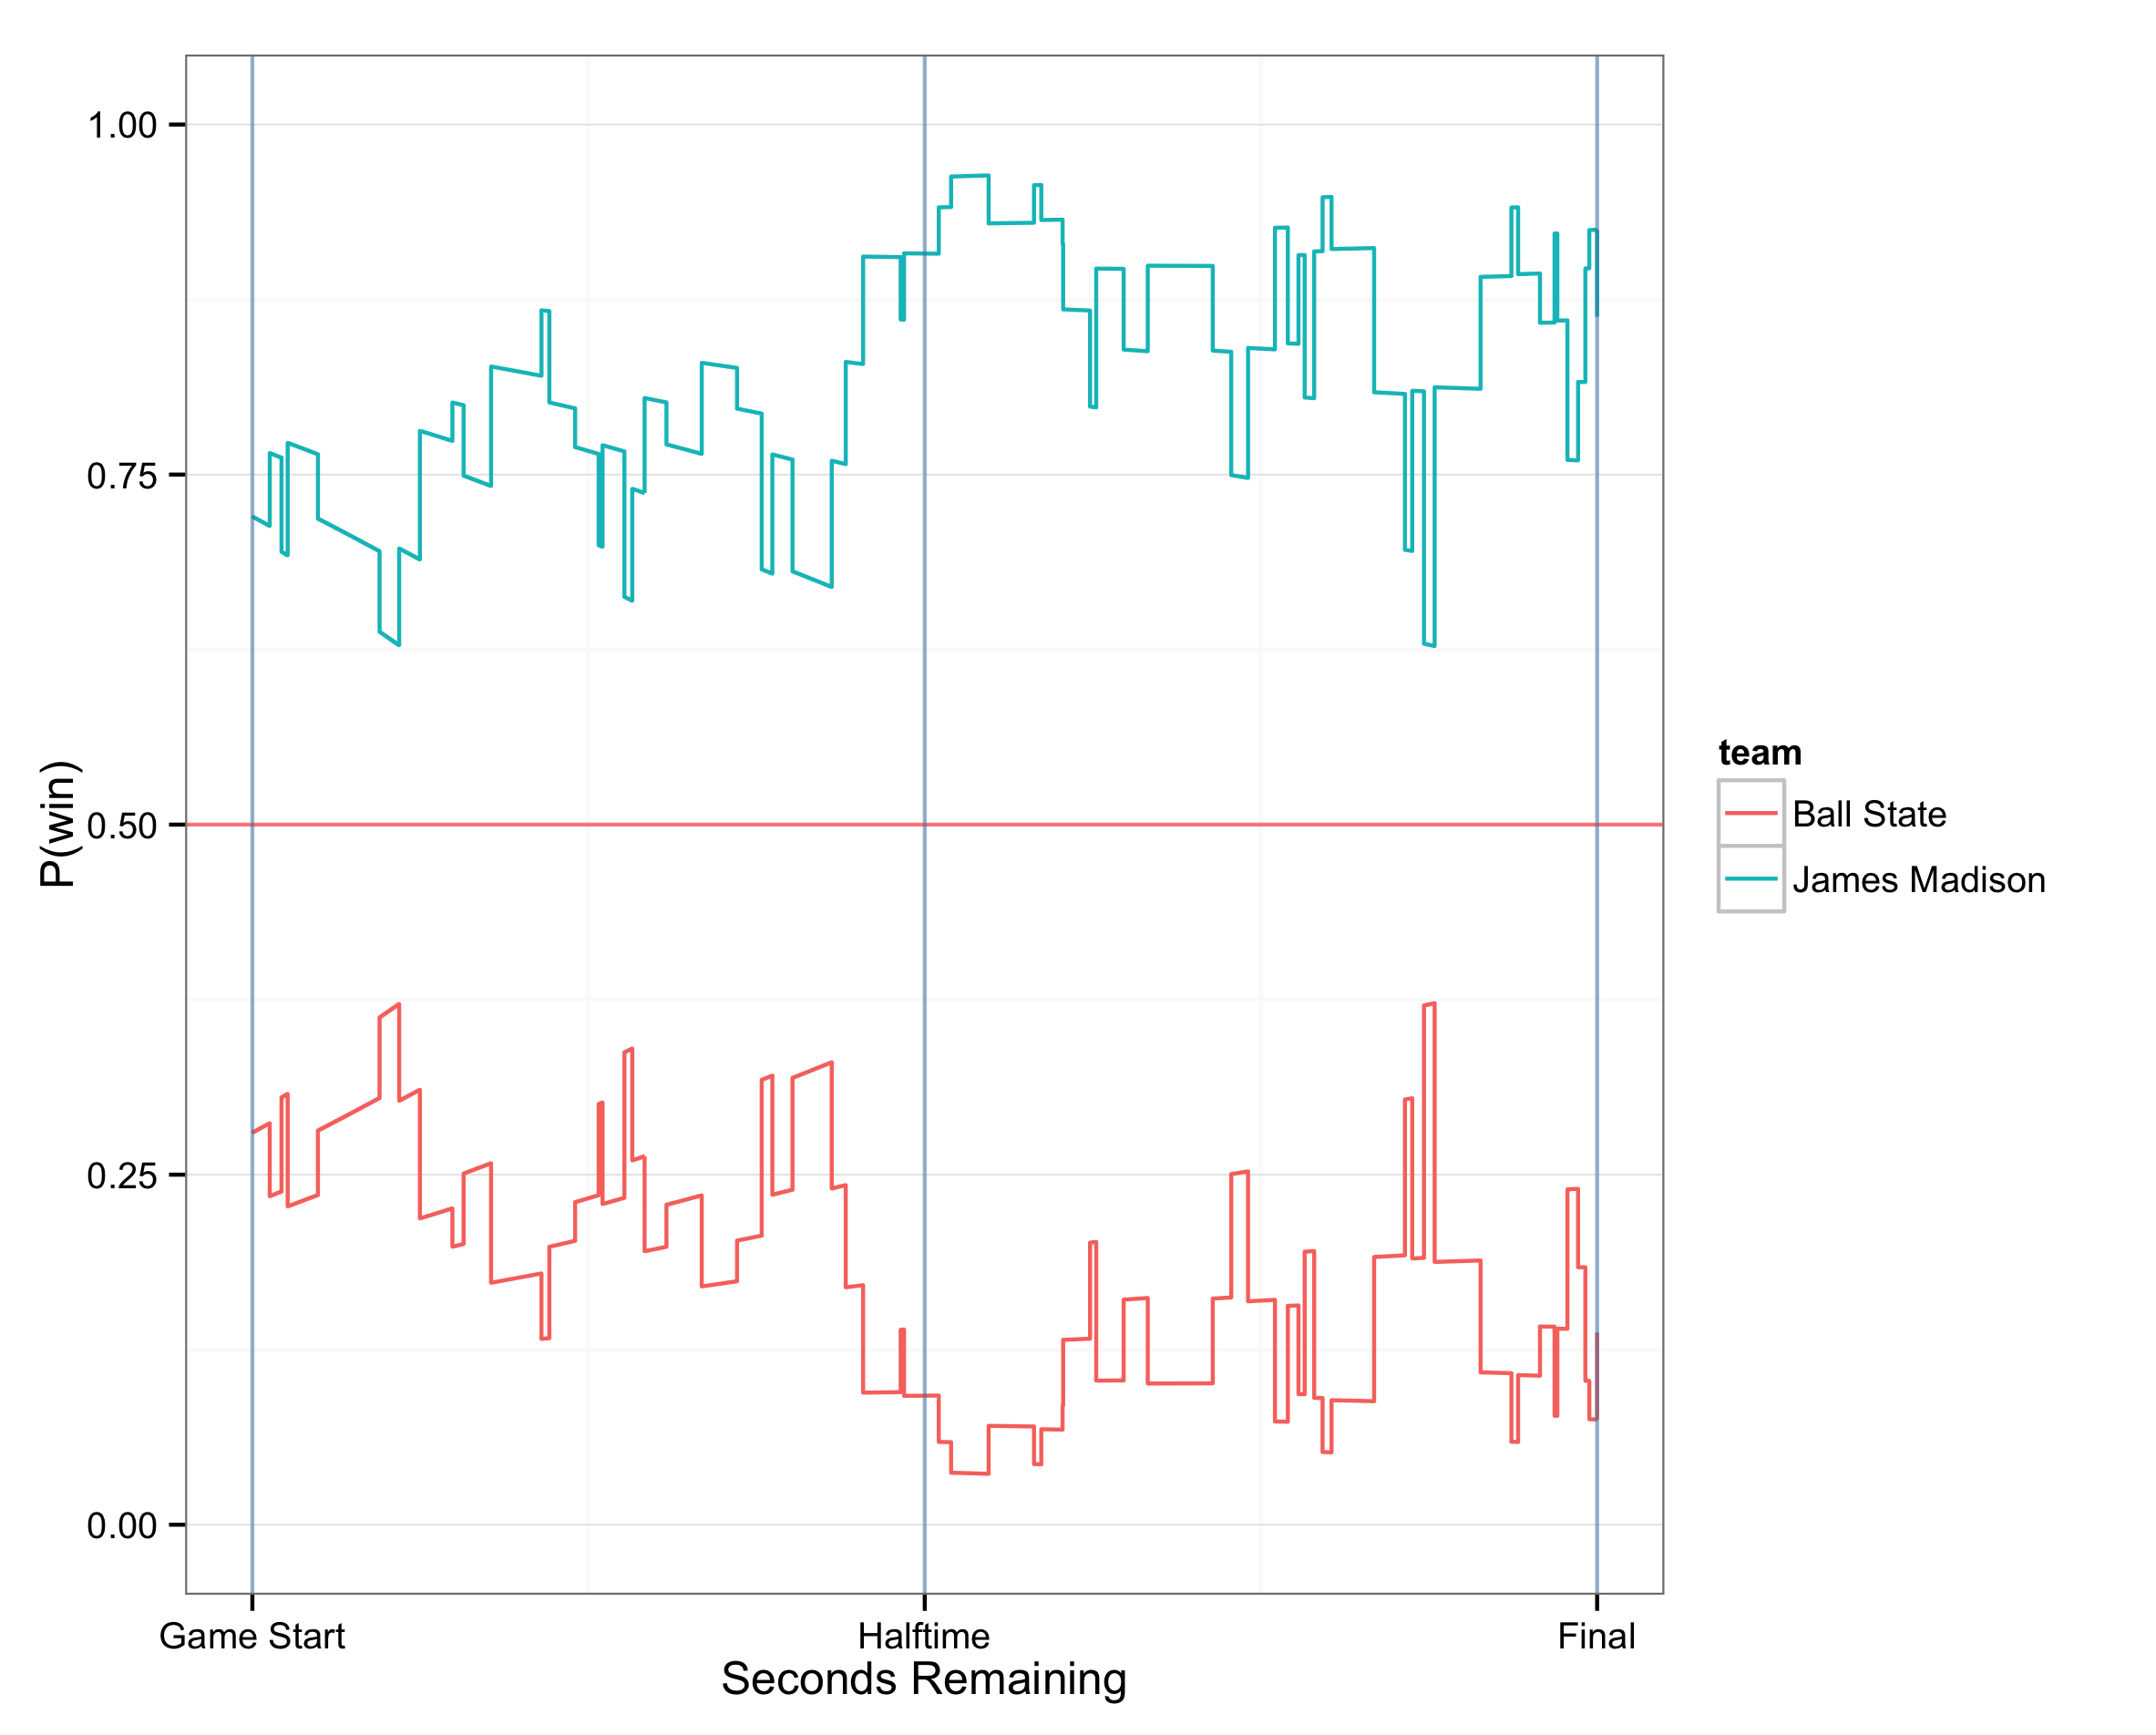 1.00
0.75
0.50
0.25
0.00
P(win)
Game Start
Halftime
Final
Seconds Remaining
team
Ball State
James Madison